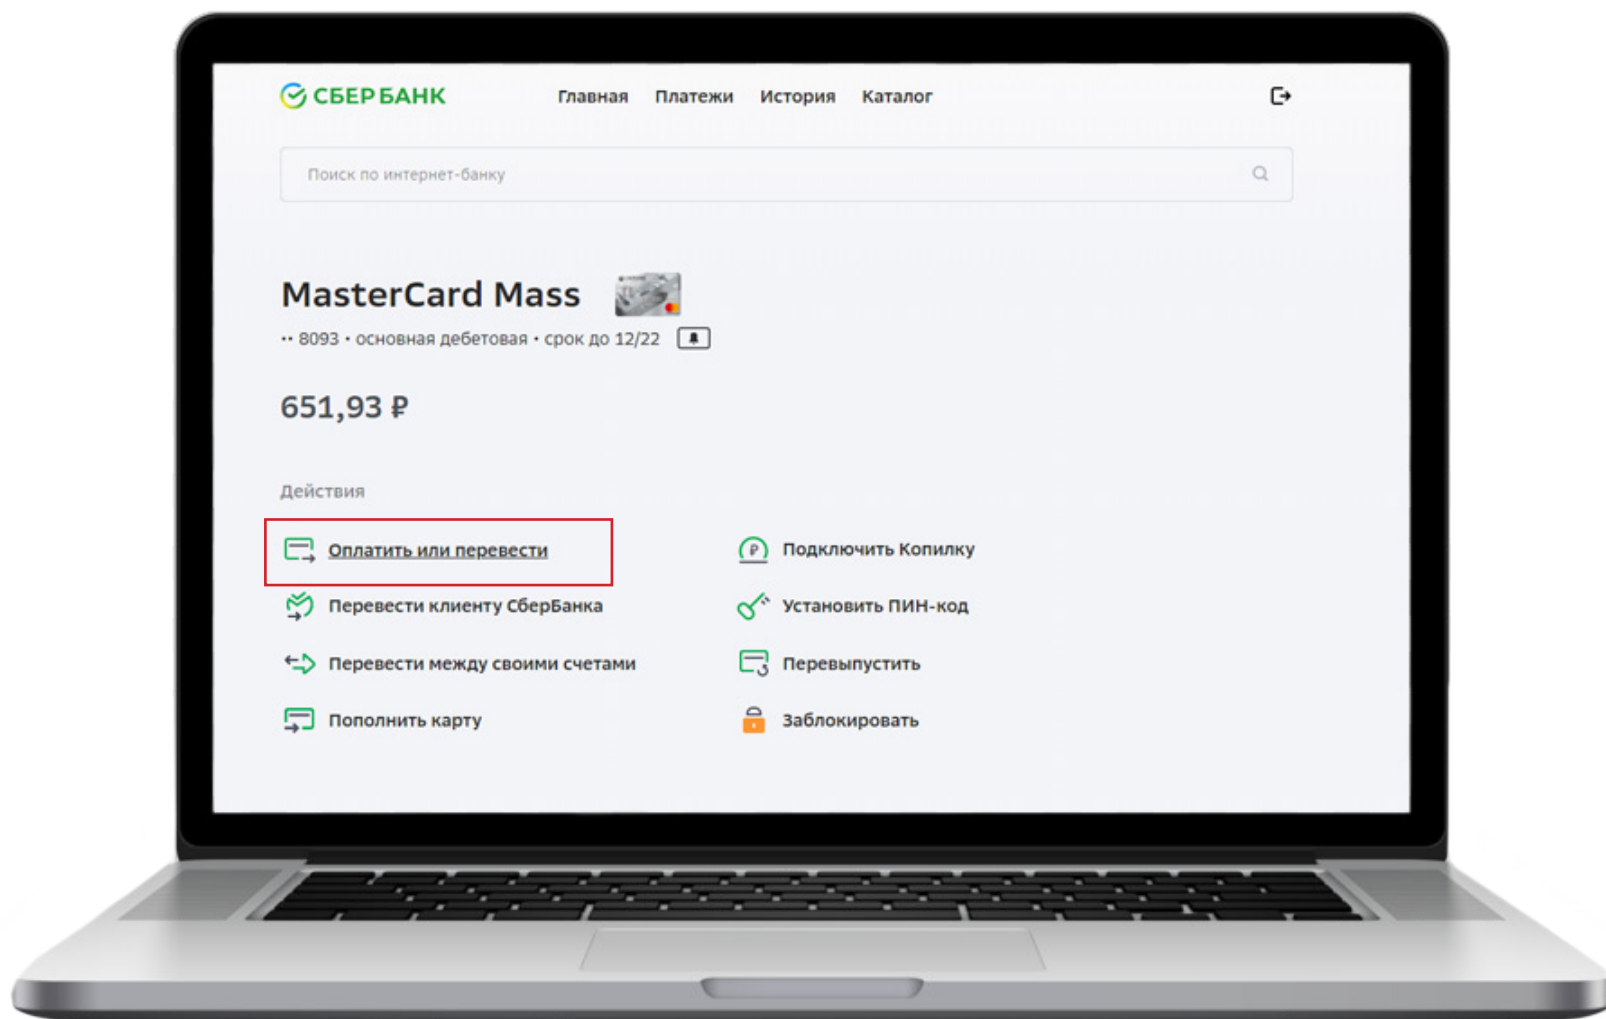 СБЕР БАНК
Главная Платежи История Каталог
Поиск по интернет-банку
MasterCard Mass
•• 8093 • основная дебетовая • срок до 12/22
651,93 ₽
Действия
Оплатить или перевести
Подключить Копилку
Перевести клиенту СберБанка
Установить ПИН-код
Перевести между своими счетами
Перевыпустить
Пополнить карту
Заблокировать